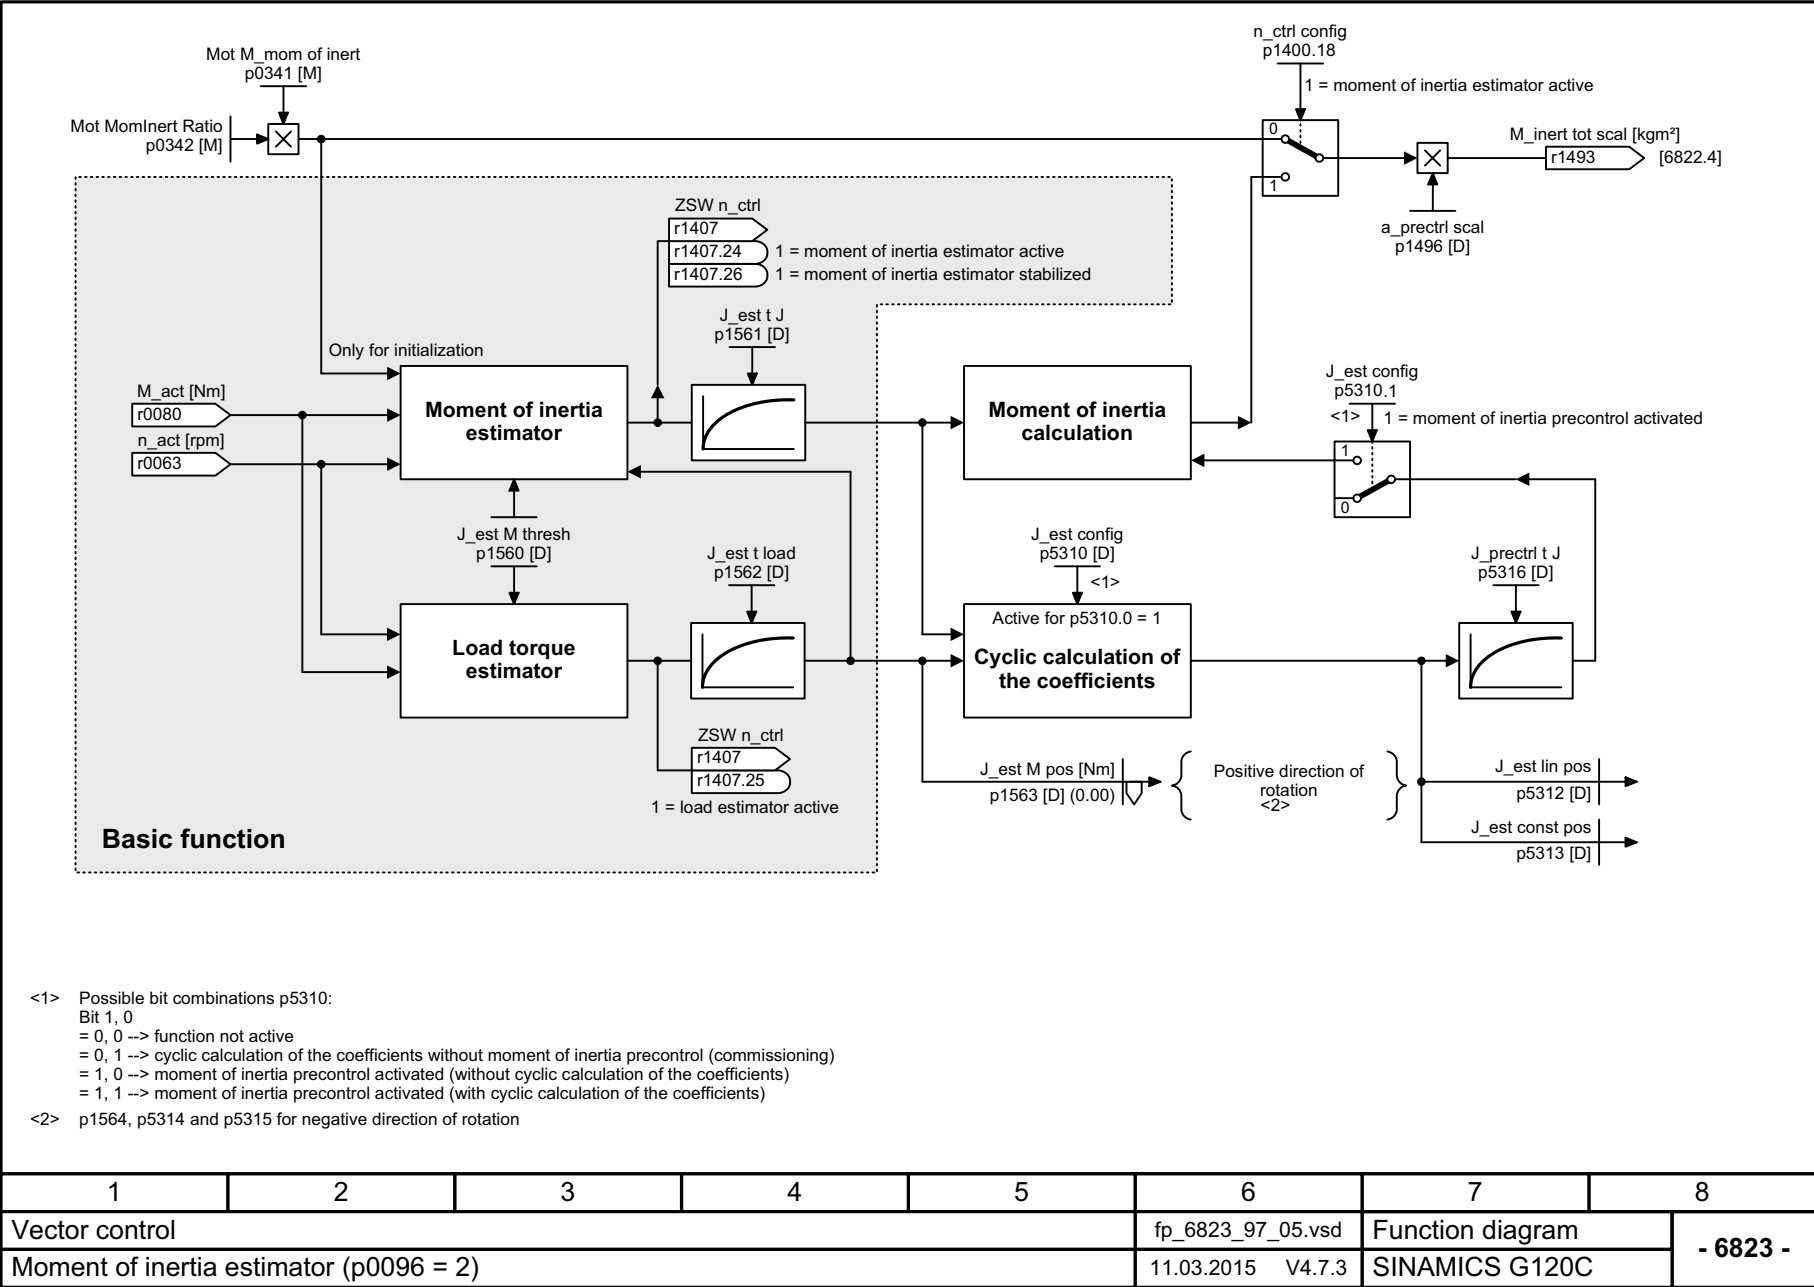 n_ctrl config
p1400.18
1 = moment of inertia estimator active
Mot M_mom of inert
p0341 [M]
Mot MomInert Ratio
p0342 [M]
0
1
M_inert tot scal [kgm²]
r1493
[6822.4]
a_prectrl scal
p1496 [D]
ZSW n_ctrl
r1407
r1407.24
1 = moment of inertia estimator active
r1407.26
1 = moment of inertia estimator stabilized
J_est t J
p1561 [D]
Only for initialization
M_act [Nm]
r0080
n_act [rpm]
r0063
Moment of inertia
estimator
Moment of inertia
calculation
J_est config
p5310.1
<1>
1 = moment of inertia precontrol activated
1
0
J_est M thresh
p1560 [D]
J_est t load
p1562 [D]
J_est config
p5310 [D]
<1>
J_prectrl t J
p5316 [D]
Load torque
estimator
Active for p5310.0 = 1
Cyclic calculation of
the coefficients
ZSW n_ctrl
r1407
r1407.25
1 = load estimator active
J_est M pos [Nm]
p1563 [D] (0.00)
Positive direction of
rotation
<2>
J_est lin pos
p5312 [D]
J_est const pos
p5313 [D]
Basic function
<1> Possible bit combinations p5310:
Bit 1, 0
= 0, 0 --> function not active
= 0, 1 --> cyclic calculation of the coefficients without moment of inertia precontrol (commissioning)
= 1, 0 --> moment of inertia precontrol activated (without cyclic calculation of the coefficients)
= 1, 1 --> moment of inertia precontrol activated (with cyclic calculation of the coefficients)
<2> p1564, p5314 and p5315 for negative direction of rotation
1 2 3 4 5 6 7 8
Vector control
fp_6823_97_05.vsd
Function diagram
- 6823 -
Moment of inertia estimator (p0096 = 2)
11.03.2015 V4.7.3
SINAMICS G120C